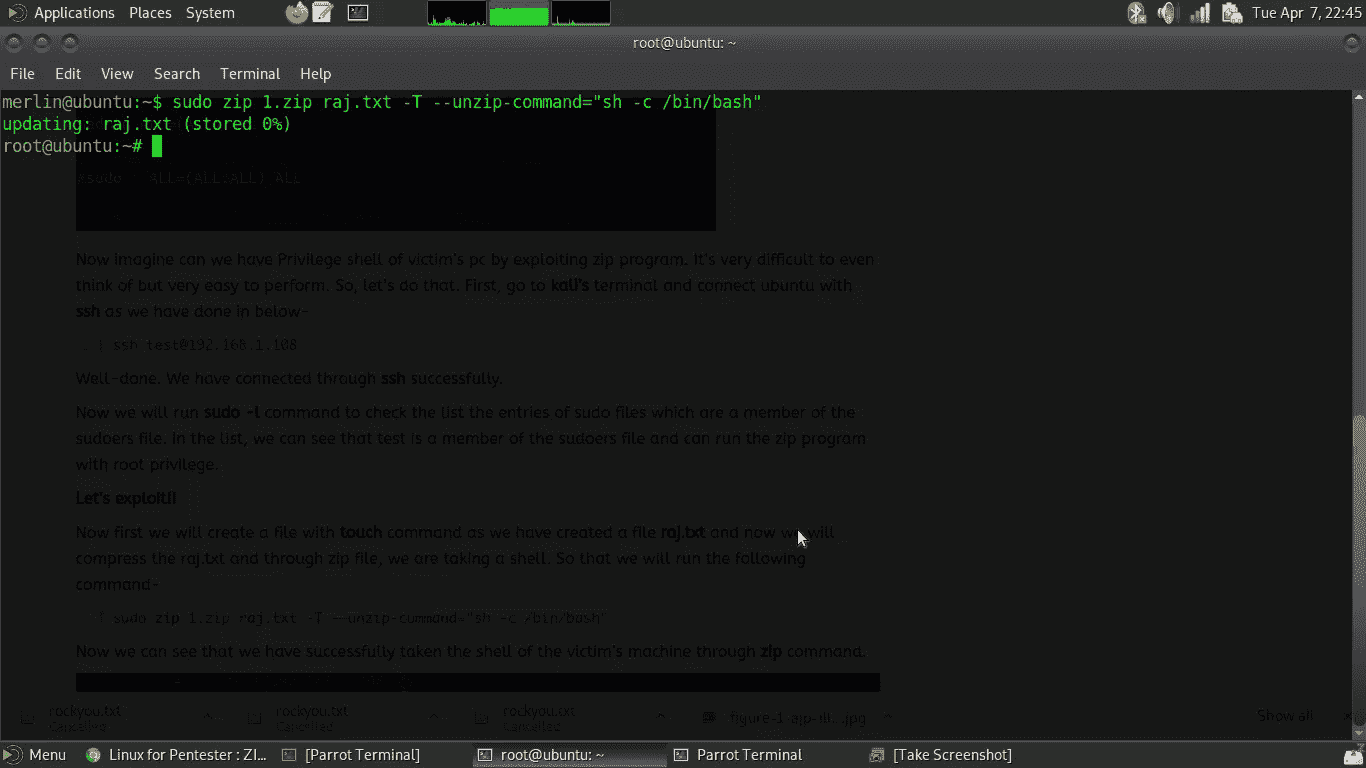 Applications Places System Tue Apr 7, 22:45
root@ubuntu: ~
File Edit View Search Terminal Help
merlin@ubuntu:~$ sudo zip 1.zip raj.txt -T --unzip-command="sh -c /bin/bash"
updating: raj.txt (stored 0%)
root@ubuntu:~#
%sudo ALL=(ALL:ALL) ALL
Now imagine can we have Privilege shell of victim's pc by exploiting zip program. It's very difficult to even
think of but very easy to perform. So, let's do that. First, go to kali's terminal and connect ubuntu with
ssh as we have done in below-
1 ssh test@192.168.1.108
Well-done. We have connected through ssh successfully.
Now we will run sudo -l command to check the list the entries of sudo files which are a member of the
sudoers file. In the list, we can see that test is a member of the sudoers file and can run the zip program
with root privilege.
Let's exploit!!
Now first we will create a file with touch command as we have created a file raj.txt and now we will
compress the raj.txt and through zip file, we are taking a shell. So that we will run the following
command-
1 sudo zip 1.zip raj.txt -T --unzip-command="sh -c /bin/bash"
Now we can see that we have successfully taken the shell of the victim's machine through zip command.
rockyou.txt rockyou.txt rockyou.txt figure-1-ajp-ill....jpg Show all
Cancelled Cancelled Cancelled
Menu Linux for Pentester : ZI... [Parrot Terminal] root@ubuntu: ~ Parrot Terminal [Take Screenshot]